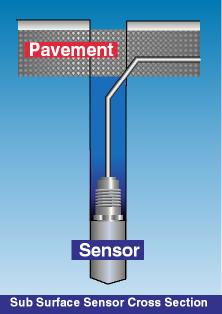 Pavement
Sensor
Sub Surface Sensor Cross Section